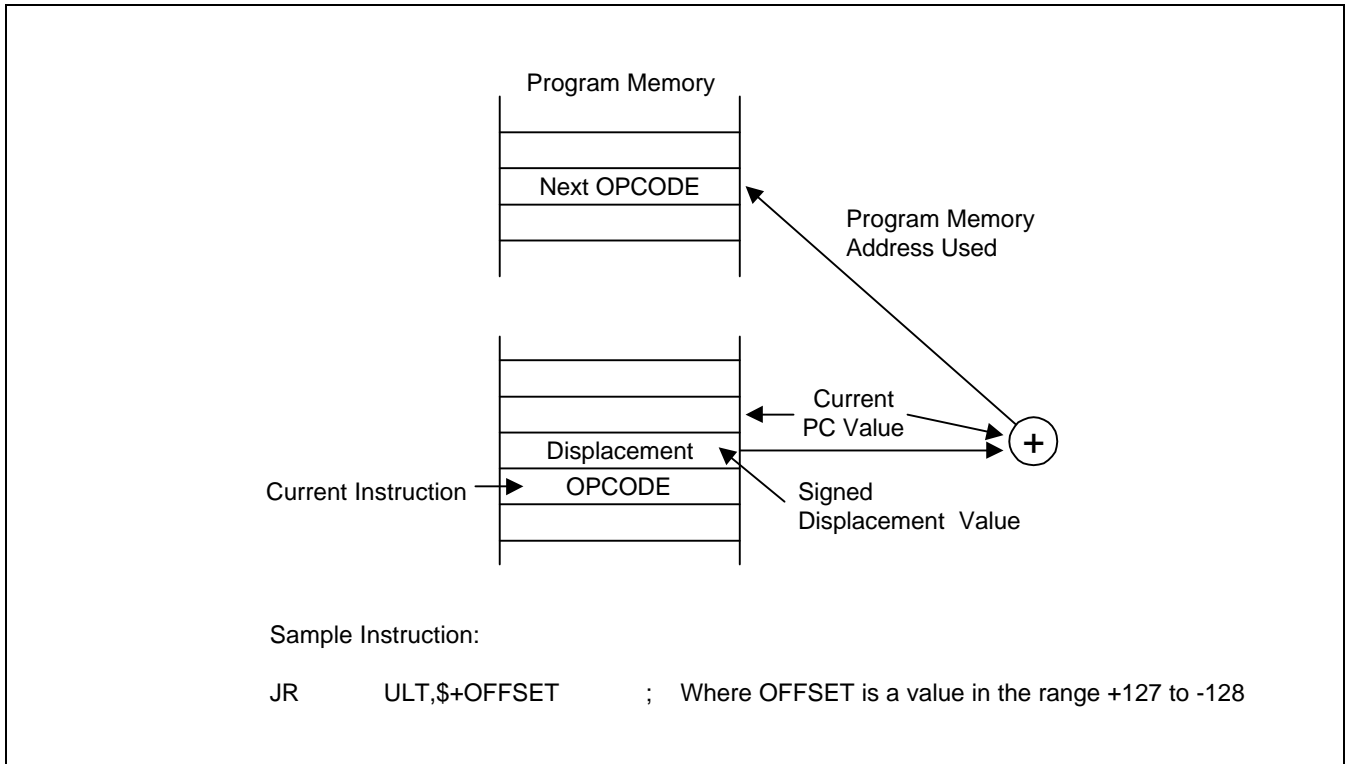 Program Memory
Next OPCODE
Program Memory
Address Used
Current
PC Value
+
Displacement
Current Instruction
OPCODE
Signed
Displacement Value
Sample Instruction:
JR ULT,$+OFFSET ; Where OFFSET is a value in the range +127 to -128